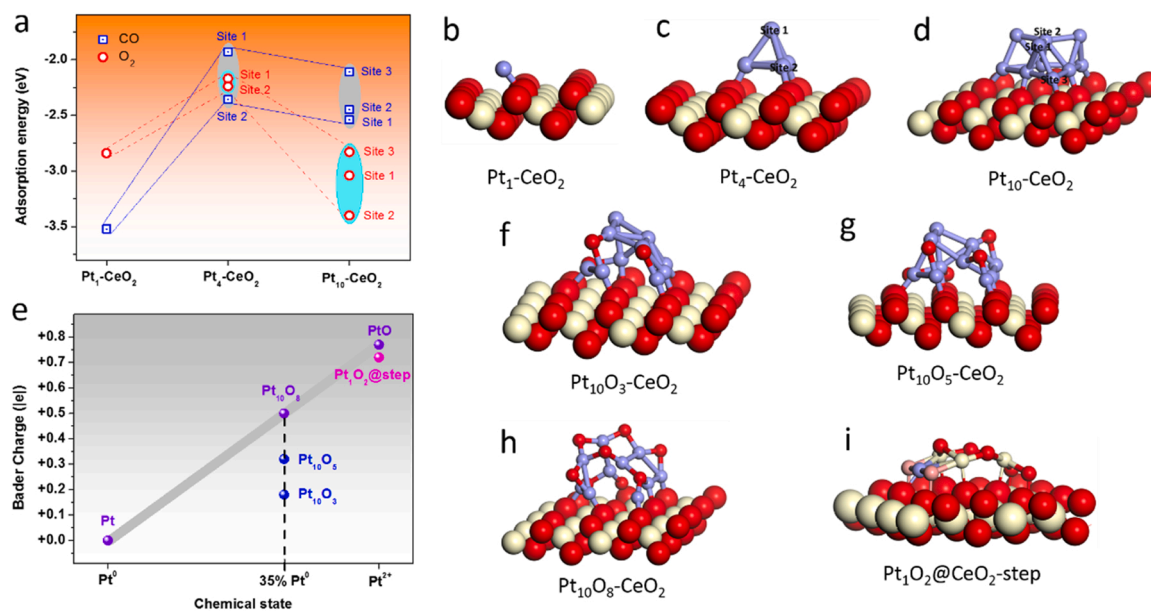 a
CO
O₂
Adsorption energy (eV)
-2.0
-2.5
-3.0
-3.5
Site 1
Site 1
Site 2
Site 2
Site 3
Site 2
Site 1
Site 3
Site 1
Site 2
Pt₁-CeO₂
Pt₄-CeO₂
Pt₁₀-CeO₂
b
Pt₁-CeO₂
c
Site 1
Site 2
Pt₄-CeO₂
d
Site 2
Site 1
Site 3
Pt₁₀-CeO₂
e
Bader Charge (|e|)
+0.8
+0.7
+0.6
+0.5
+0.4
+0.3
+0.2
+0.1
+0.0
PtO
Pt₁O₂@step
Pt₁₀O₈
Pt₁₀O₅
Pt₁₀O₃
Pt
Pt⁰
35% Pt⁰
Pt²⁺
Chemical state
f
Pt₁₀O₃-CeO₂
g
Pt₁₀O₅-CeO₂
h
Pt₁₀O₈-CeO₂
i
Pt₁O₂@CeO₂-step